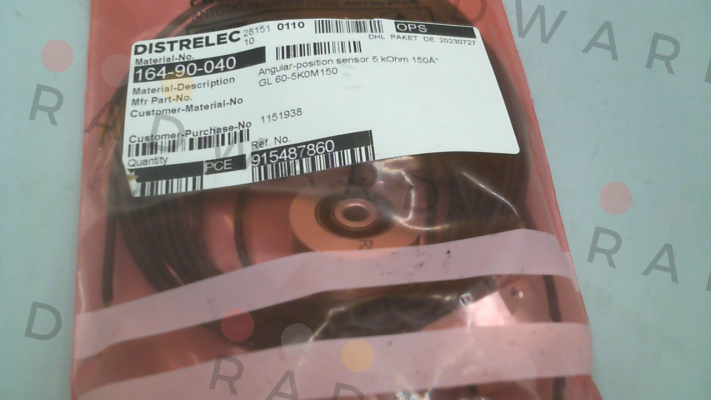 DISTRELEC
28151 0110
10
OPS
DHL PAKET DE 20230727
Material-No.
164-90-040
Material-Description
Angular-position sensor 5 kOhm 150Â°
Mfr Part-No.
GL 60-5K0M150
Customer-Material-No
Customer-Purchase-No 1151938
Quantity
PCE
Ref. No.
915487860
RADWARE